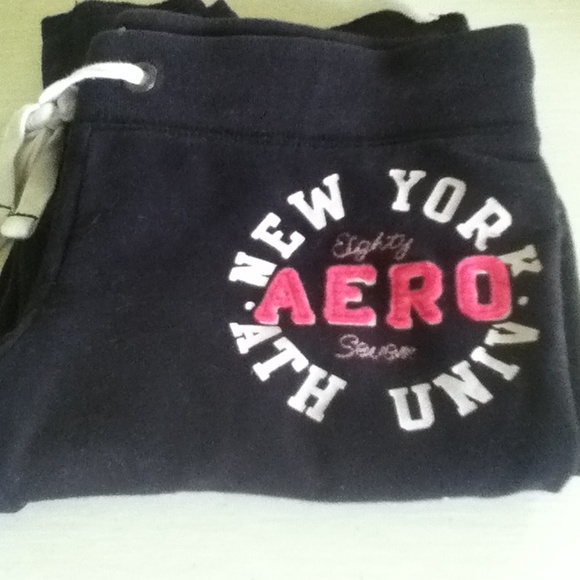 NEW YORK
Eighty
AERO
Seven
ATH UNIV